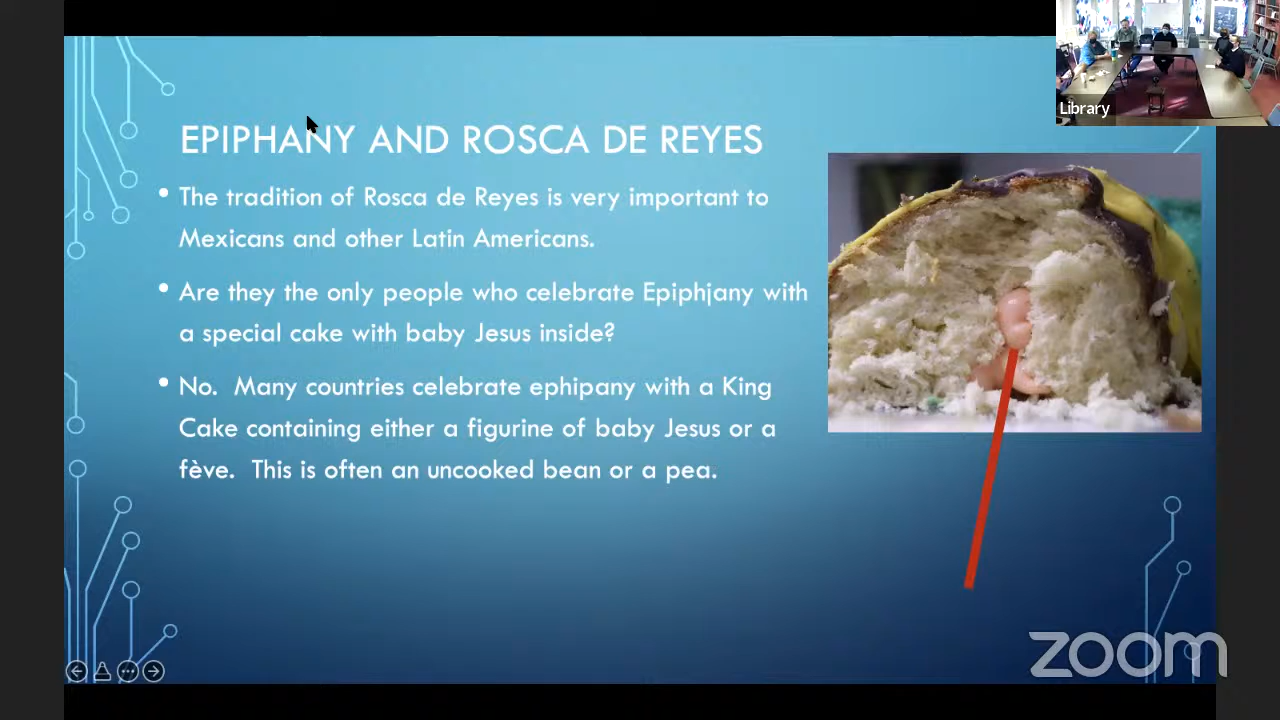 Library
EPIPHANY AND ROSCA DE REYES
• The tradition of Rosca de Reyes is very important to
Mexicans and other Latin Americans.
• Are they the only people who celebrate Epiphjany with
a special cake with baby Jesus inside?
• No.  Many countries celebrate ephipany with a King
Cake containing either a figurine of baby Jesus or a
fève.  This is often an uncooked bean or a pea.
zoom